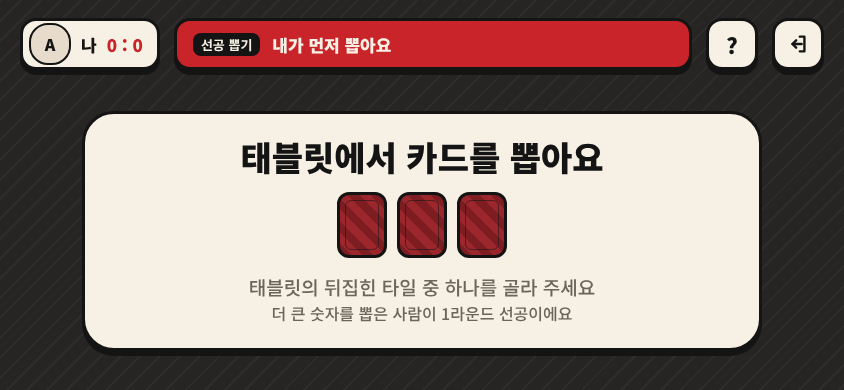 A 나 0 : 0
선공 뽑기 내가 먼저 뽑아요
?
태블릿에서 카드를 뽑아요
태블릿의 뒤집힌 타일 중 하나를 골라 주세요
더 큰 숫자를 뽑은 사람이 1라운드 선공이에요